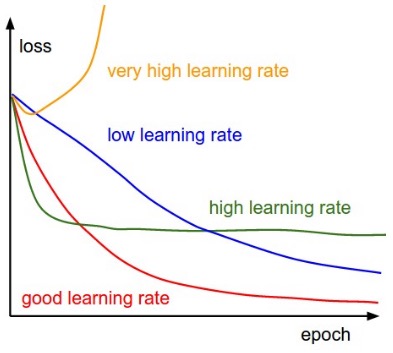 loss
very high learning rate
low learning rate
high learning rate
good learning rate
epoch